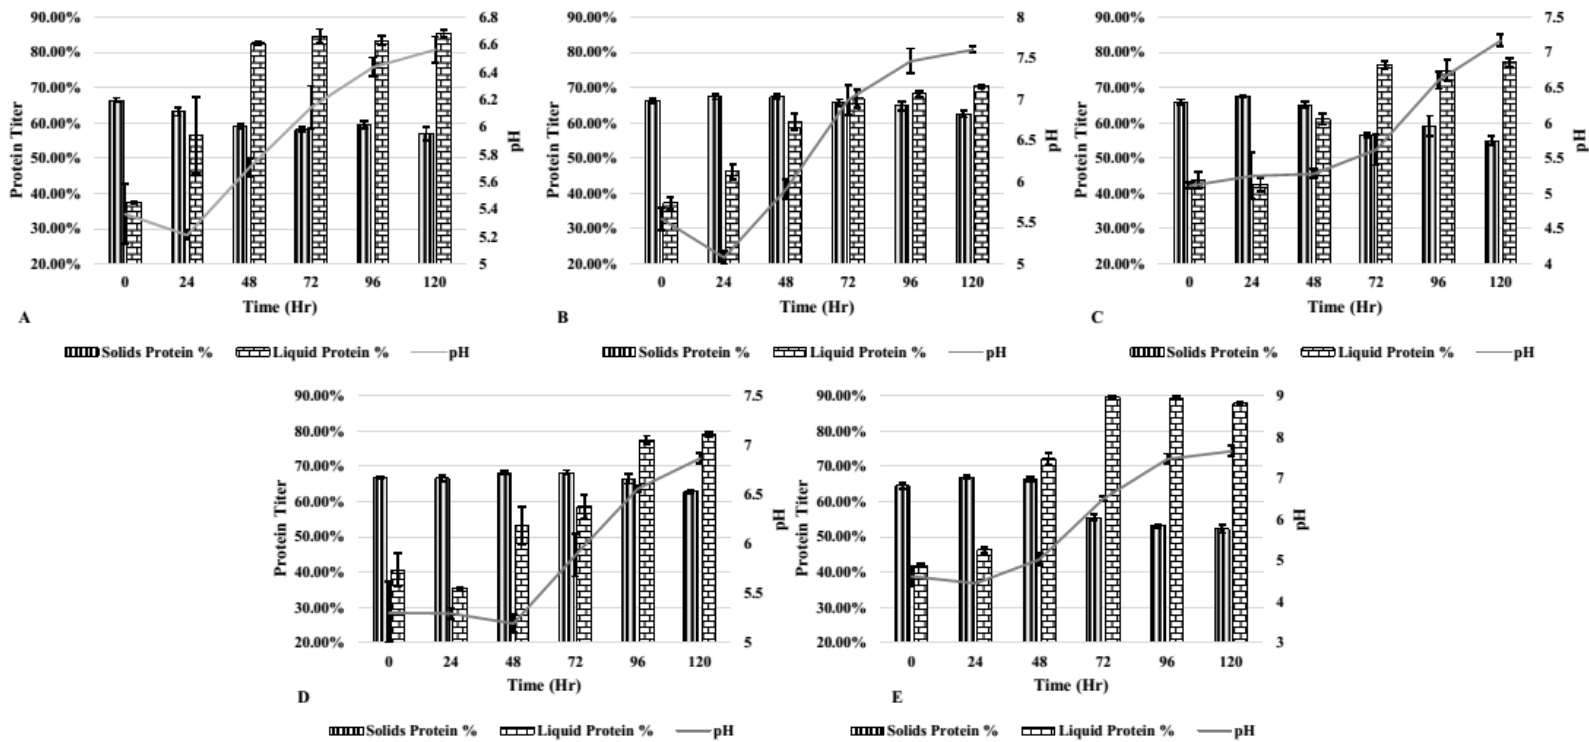 90.00% 6.8
80.00% 6.6
6.4
70.00% 6.2
60.00% 6
50.00% 5.8
40.00% 5.6
5.4
30.00% 5.2
20.00% 5
Protein Titer
pH
0 24 48 72 96 120
Time (Hr)
A
Solids Protein % Liquid Protein % pH
90.00% 8
80.00% 7.5
70.00% 7
60.00% 6.5
50.00% 6
40.00% 5.5
30.00% 5
20.00%
Protein Titer
pH
0 24 48 72 96 120
Time (Hr)
B
Solids Protein % Liquid Protein % pH
90.00% 7.5
80.00% 7
70.00% 6.5
60.00% 6
50.00% 5.5
40.00% 5
30.00% 4.5
20.00% 4
Protein Titer
pH
0 24 48 72 96 120
Time (Hr)
C
Solids Protein % Liquid Protein % pH
90.00% 7.5
80.00% 7
70.00% 6.5
60.00% 6
50.00% 5.5
40.00% 5
30.00%
20.00%
Protein Titer
pH
0 24 48 72 96 120
Time (Hr)
D
Solids Protein % Liquid Protein % pH
90.00% 9
80.00% 8
70.00% 7
60.00% 6
50.00% 5
40.00% 4
30.00% 3
20.00%
Protein Titer
pH
0 24 48 72 96 120
Time (Hr)
E
Solids Protein % Liquid Protein % pH